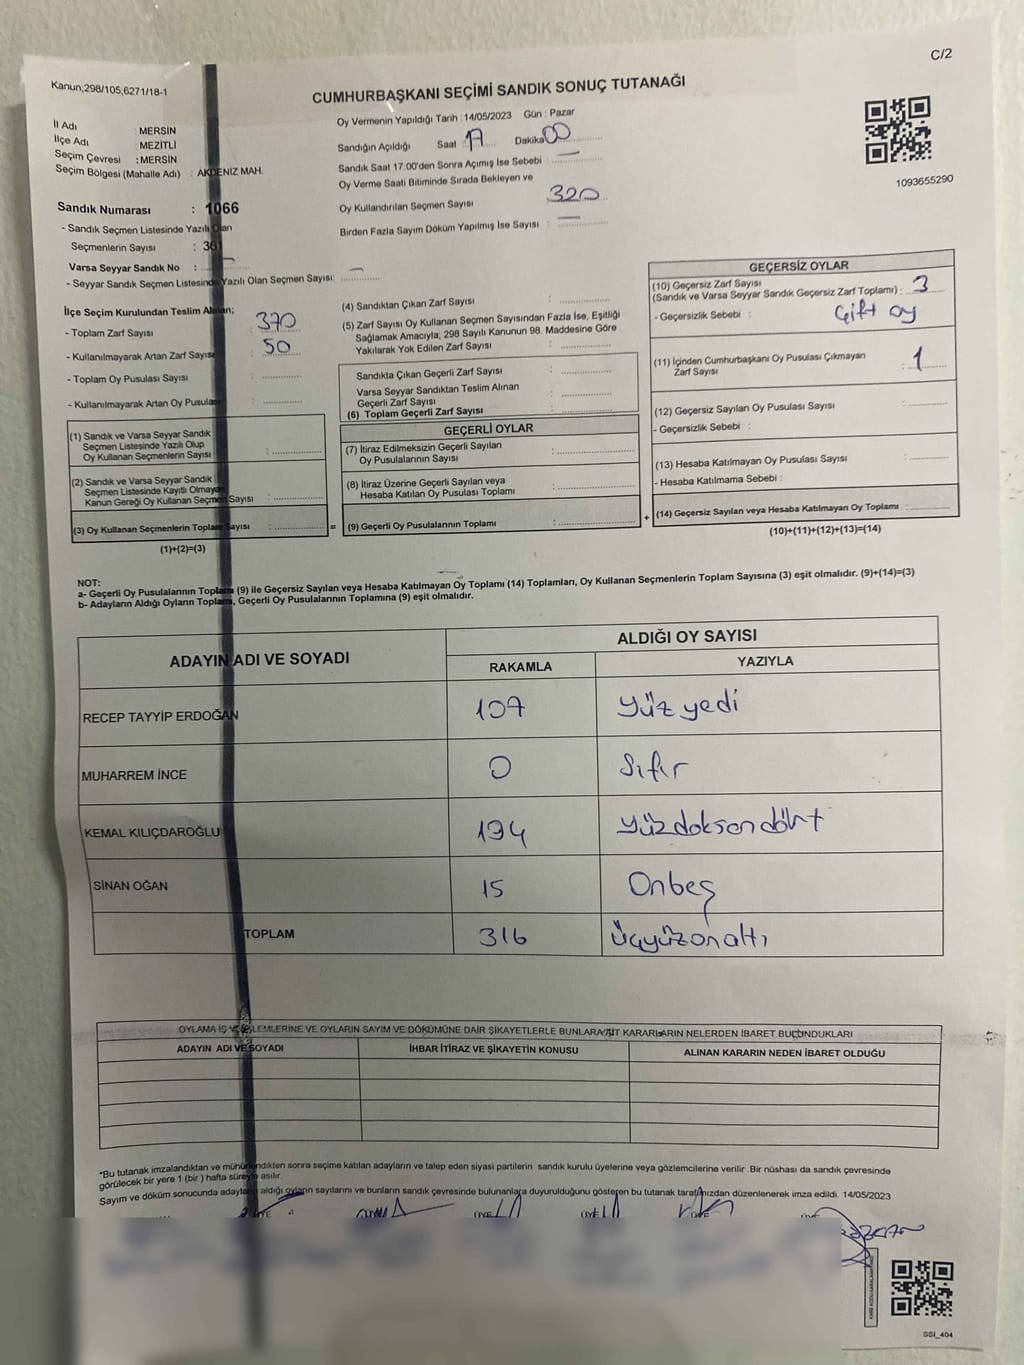 C/2
Kanun;298/105,6271/18-1
CUMHURBAŞKANI SEÇİMİ SANDIK SONUÇ TUTANAĞI
1093655290
İl Adı : MERSİN
İlçe Adı : MEZİTLİ
Seçim Çevresi : MERSİN
Seçim Bölgesi (Mahalle Adı) : AKDENİZ MAH.
Oy Vermenin Yapıldığı Tarih :14/05/2023 Gün : Pazar
Sandığın Açıldığı Saat 17 Dakika 00
Sandık Saat 17:00'den Sonra Açımış İse Sebebi : —
Oy Verme Saati Bitiminde Sırada Bekleyen ve
Oy Kullandırılan Seçmen Sayısı 320
Birden Fazla Sayım Döküm Yapılmış İse Sayısı : —
Sandık Numarası : 1066
- Sandık Seçmen Listesinde Yazılı Olan
Seçmenlerin Sayısı : 361
Varsa Seyyar Sandık No : —
- Seyyar Sandık Seçmen Listesinde Yazılı Olan Seçmen Sayısı: —
İlçe Seçim Kurulundan Teslim Alınan;
- Toplam Zarf Sayısı : 370
- Kullanılmayarak Artan Zarf Sayısı : 50
- Toplam Oy Pusulası Sayısı :
- Kullanılmayarak Artan Oy Pusulası :
(1) Sandık ve Varsa Seyyar Sandık
Seçmen Listesinde Yazılı Olup
Oy Kullanan Seçmenlerin Sayısı :
(2) Sandık ve Varsa Seyyar Sandık
Seçmen Listesinde Kayıtlı Olmayan
Kanun Gereği Oy Kullanan Seçmen Sayısı :
(3) Oy Kullanan Seçmenlerin Toplam Sayısı : =
(1)+(2)=(3)
(4) Sandıktan Çıkan Zarf Sayısı :
(5) Zarf Sayısı Oy Kullanan Seçmen Sayısından Fazla İse, Eşitliği
Sağlamak Amacıyla; 298 Sayılı Kanunun 98. Maddesine Göre
Yakılarak Yok Edilen Zarf Sayısı :
Sandıkta Çıkan Geçerli Zarf Sayısı :
Varsa Seyyar Sandıktan Teslim Alınan
Geçerli Zarf Sayısı :
(6) Toplam Geçerli Zarf Sayısı :
GEÇERLİ OYLAR
(7) İtiraz Edilmeksizin Geçerli Sayılan
Oy Pusulalarının Sayısı :
(8) İtiraz Üzerine Geçerli Sayılan veya
Hesaba Katılan Oy Pusulası Toplamı :
(9) Geçerli Oy Pusulalarının Toplamı : +
GEÇERSİZ OYLAR
(10) Geçersiz Zarf Sayısı
(Sandık ve Varsa Seyyar Sandık Geçersiz Zarf Toplamı) : 3
- Geçersizlik Sebebi : Çift oy
(11) İçinden Cumhurbaşkanı Oy Pusulası Çıkmayan
Zarf Sayısı : 1
(12) Geçersiz Sayılan Oy Pusulası Sayısı :
- Geçersizlik Sebebi :
(13) Hesaba Katılmayan Oy Pusulası Sayısı :
- Hesaba Katılmama Sebebi :
(14) Geçersiz Sayılan veya Hesaba Katılmayan Oy Toplamı :
(10)+(11)+(12)+(13)=(14)
NOT:
a- Geçerli Oy Pusulalarının Toplamı (9) ile Geçersiz Sayılan veya Hesaba Katılmayan Oy Toplamı (14) Toplamları, Oy Kullanan Seçmenlerin Toplam Sayısına (3) eşit olmalıdır. (9)+(14)=(3)
b- Adayların Aldığı Oyların Toplamı, Geçerli Oy Pusulalarının Toplamına (9) eşit olmalıdır.
ADAYIN ADI VE SOYADI ALDIĞI OY SAYISI
RAKAMLA YAZIYLA
RECEP TAYYİP ERDOĞAN 107 Yüz yedi
MUHARREM İNCE 0 Sıfır
KEMAL KILIÇDAROĞLU 194 Yüzdoksandört
SİNAN OĞAN 15 Onbeş
TOPLAM 316 Üçyüzonaltı
OYLAMA İŞ VE İŞLEMLERİNE VE OYLARIN SAYIM VE DÖKÜMÜNE DAİR ŞİKAYETLERLE BUNLARA AİT KARARLARIN NELERDEN İBARET BULUNDUKLARI
ADAYIN ADI VE SOYADI İHBAR İTİRAZ VE ŞİKAYETİN KONUSU ALINAN KARARIN NEDEN İBARET OLDUĞU
*Bu tutanak imzalandıktan ve mühürlendikten sonra seçime katılan adayların ve talep eden siyasi partilerin sandık kurulu üyelerine veya gözlemcilerine verilir .Bir nüshası da sandık çevresinde
görülecek bir yere 1 (bir ) hafta süreyle asılır.
Sayım ve döküm sonucunda adayların aldığı oyların sayılarını ve bunların sandık çevresinde bulunanlara duyurulduğunu gösteren bu tutanak tarafımızdan düzenlenerek imza edildi. 14/05/2023
ÜYE ÜYE ÜYE ÜYE
SSI_404